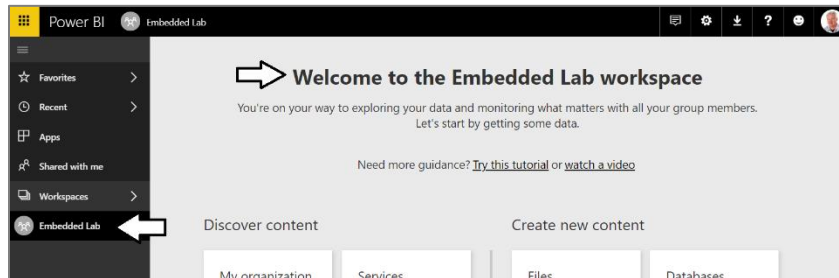 Power BI Embedded Lab ?
Favorites
Recent
Apps
Shared with me
Workspaces
Embedded Lab
Welcome to the Embedded Lab workspace
You're on your way to exploring your data and monitoring what matters with all your group members.
Let's start by getting some data.
Need more guidance? Try this tutorial or watch a video
Discover content
Create new content
My organization
Services
Files
Databases